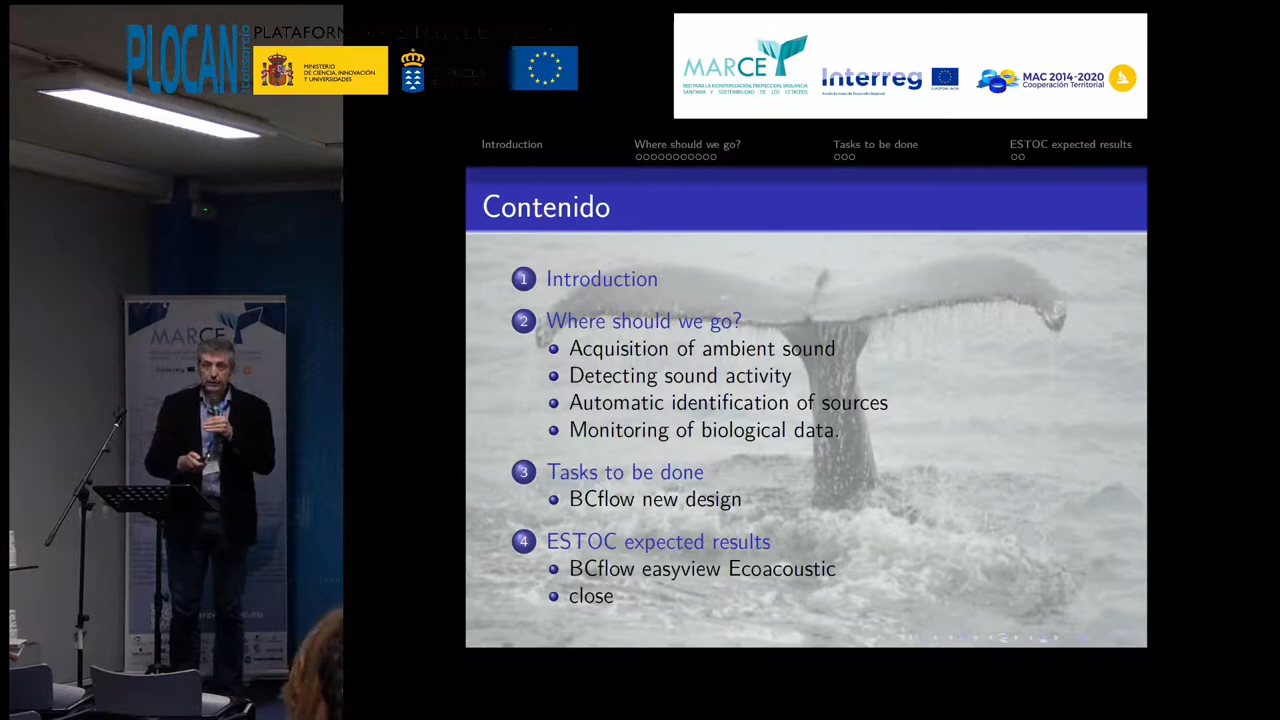 PLOCAN
consorcio
PLATAFORM
MINISTERIO
DE CIENCIA, INNOVACIÓN
Y UNIVERSIDADES
MARCE
RED PARA LA MONITORIZACIÓN, PROTECCIÓN, VIGILANCIA
SANITARIA Y SOSTENIBILIDAD DE LOS CETÁCEOS
Interreg
MAC 2014-2020
Cooperación Territorial
Introduction
Where should we go?
Tasks to be done
ESTOC expected results
Contenido
1 Introduction
2 Where should we go?
Acquisition of ambient sound
Detecting sound activity
Automatic identification of sources
Monitoring of biological data.
3 Tasks to be done
BCflow new design
4 ESTOC expected results
BCflow easyview Ecoacoustic
close
MARCE